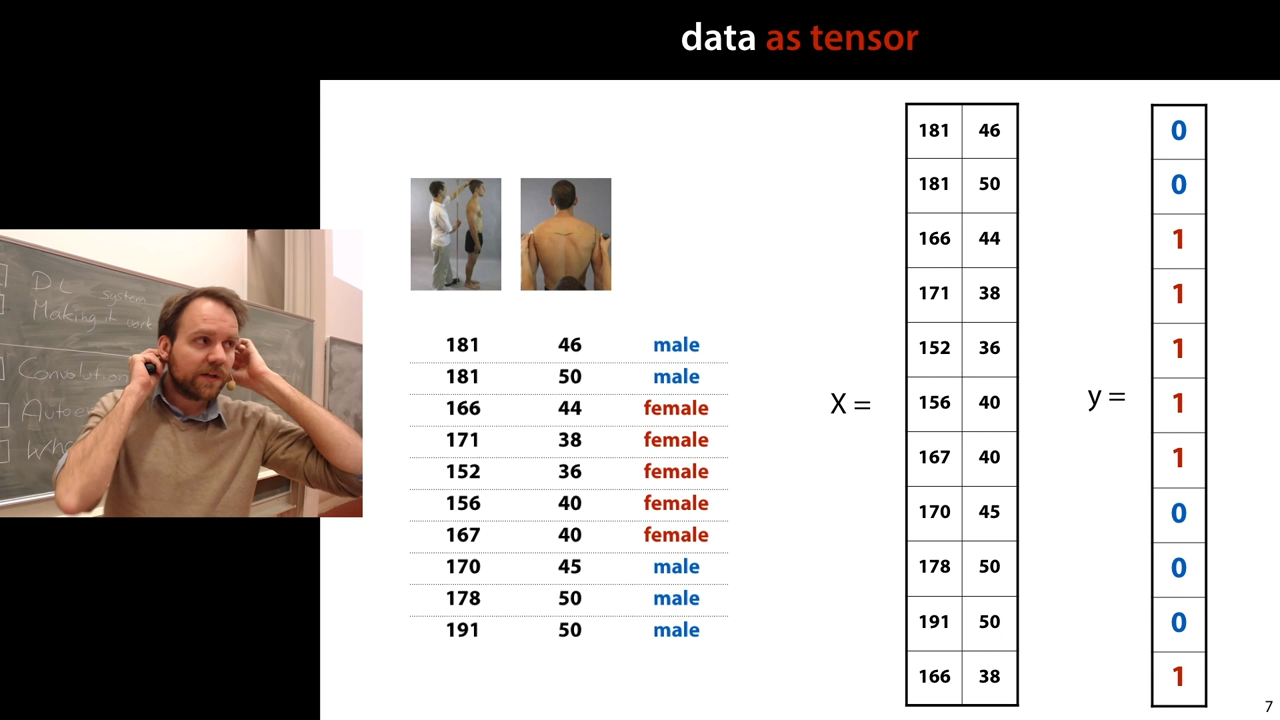 data as tensor
DL system
Making it work
Convolution
181 46 male
181 50 male
166 44 female
171 38 female
152 36 female
156 40 female
167 40 female
170 45 male
178 50 male
191 50 male
X =
181 46
181 50
166 44
171 38
152 36
156 40
167 40
170 45
178 50
191 50
166 38
y =
0
0
1
1
1
1
1
0
0
0
1
7